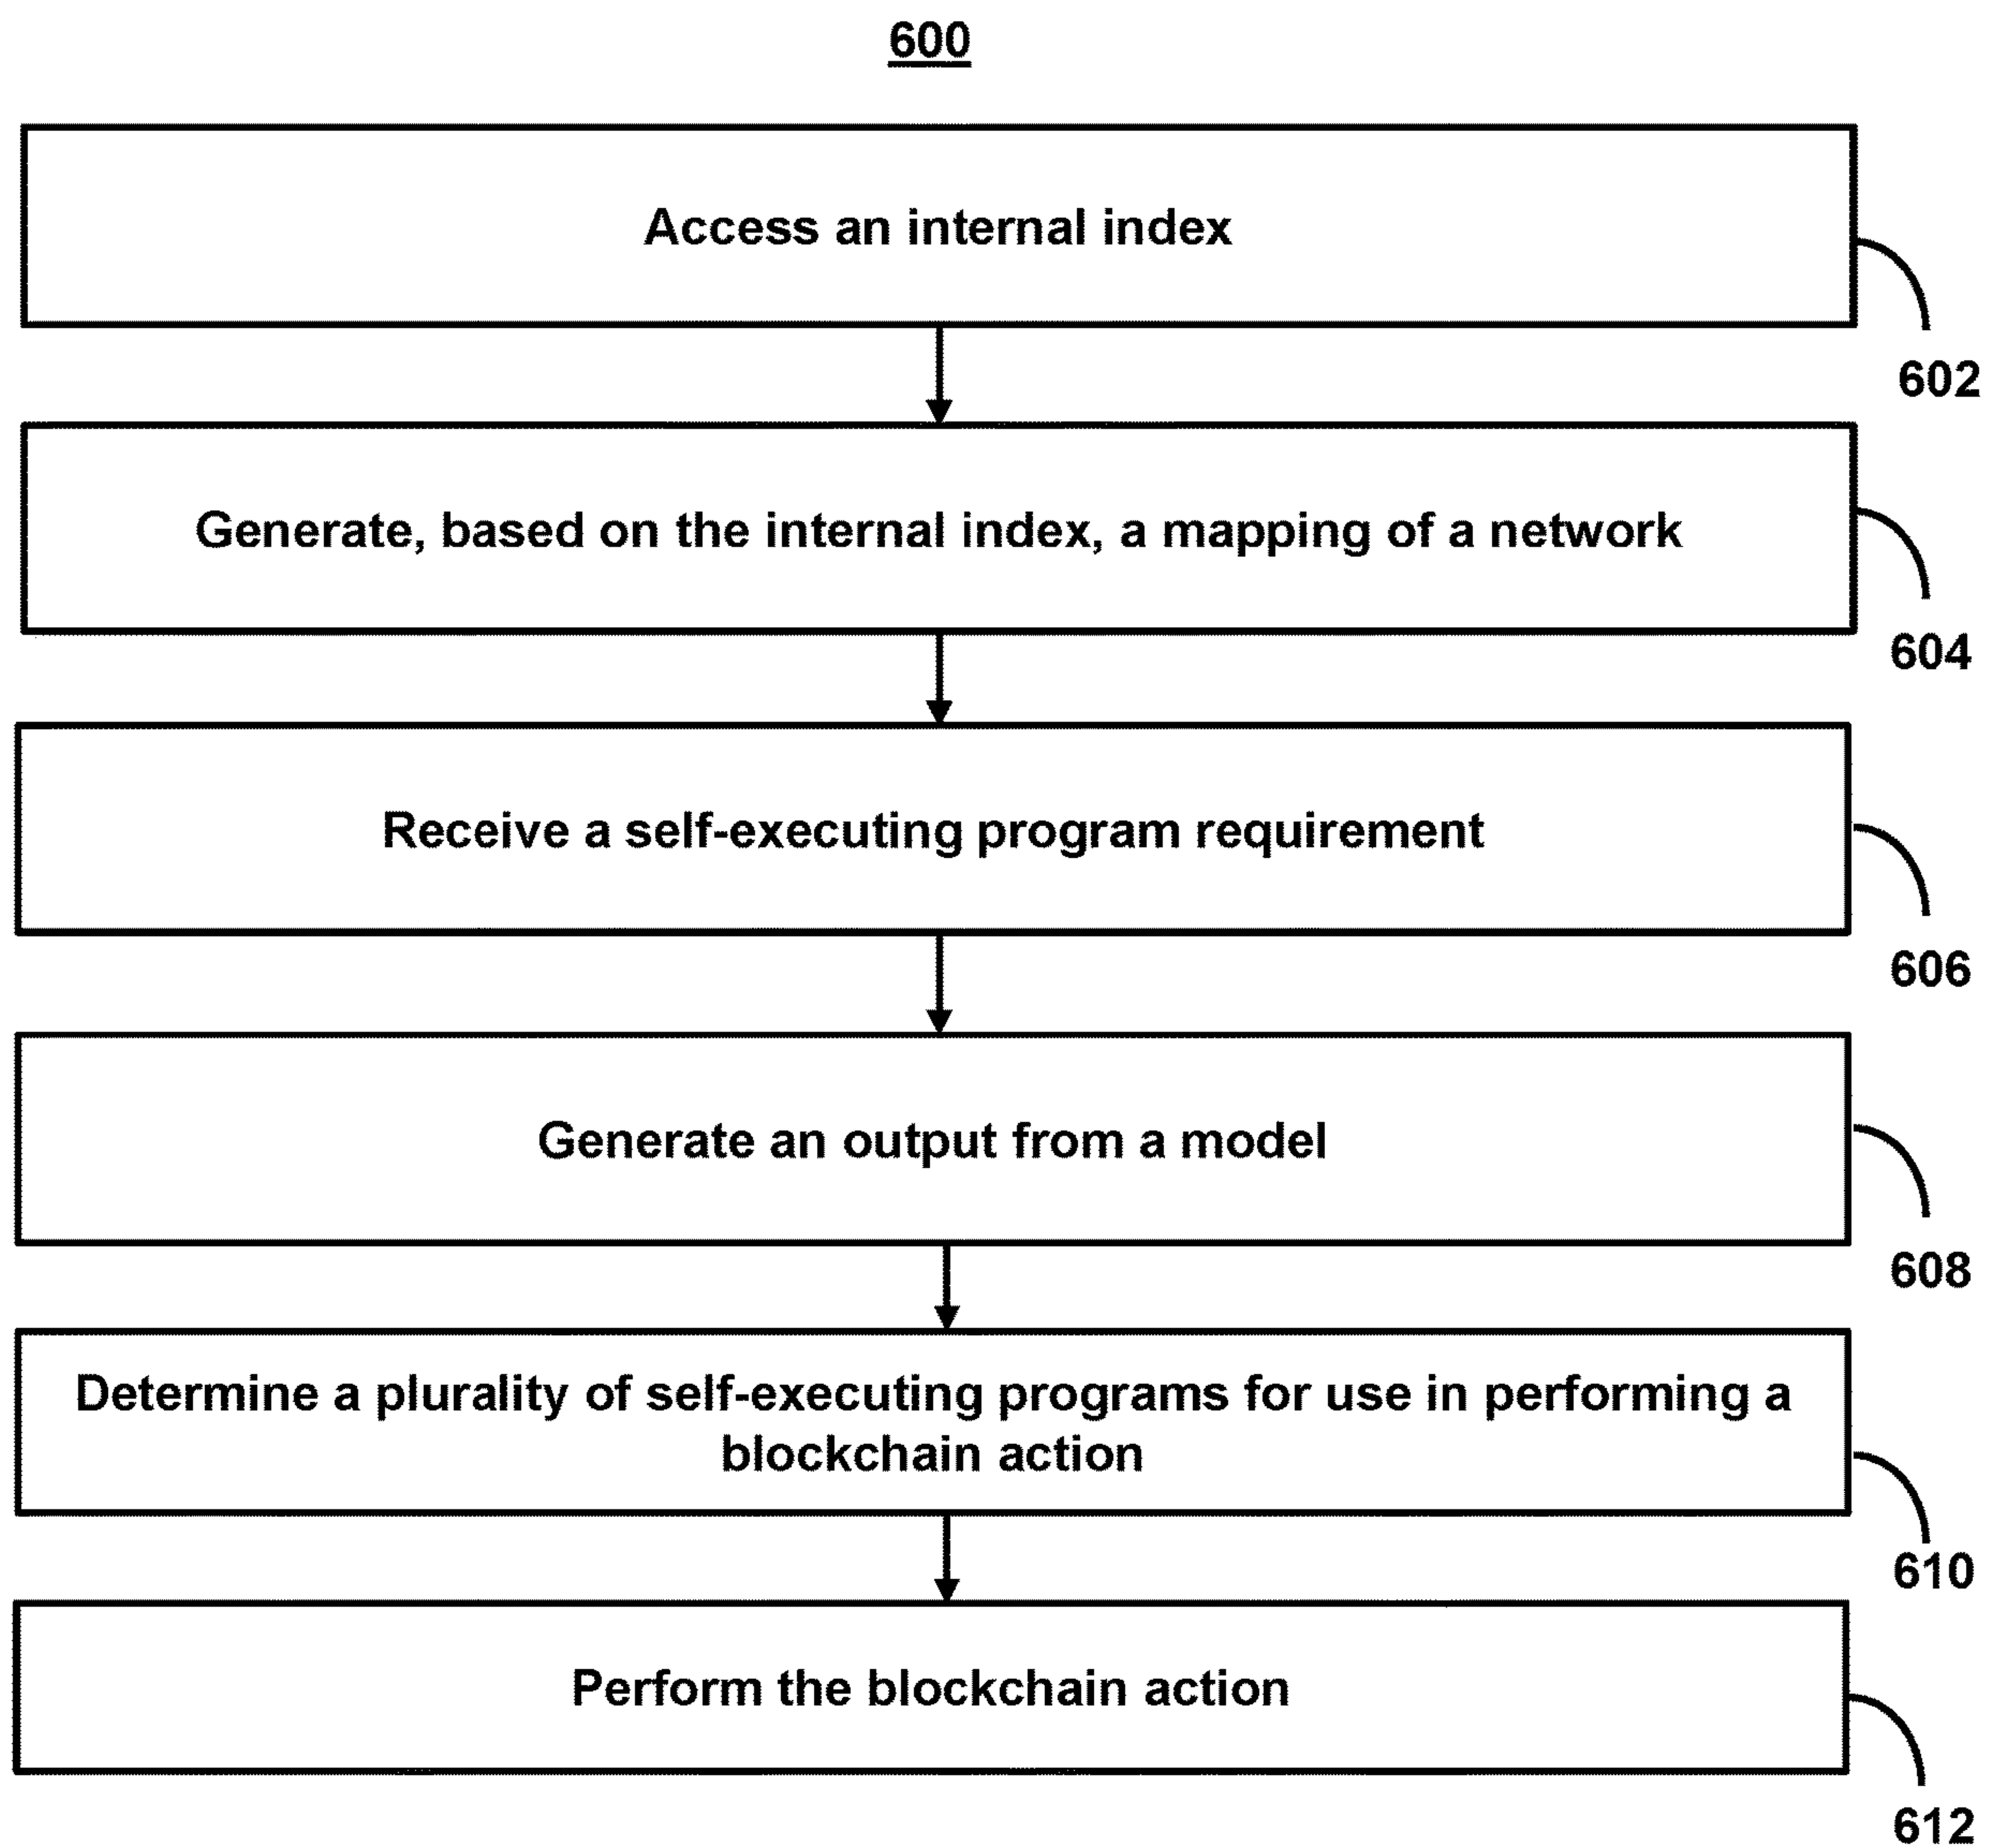 600
Access an internal index
602
Generate, based on the internal index, a mapping of a network
604
Receive a self-executing program requirement
606
Generate an output from a model
608
Determine a plurality of self-executing programs for use in performing a
blockchain action
610
Perform the blockchain action
612